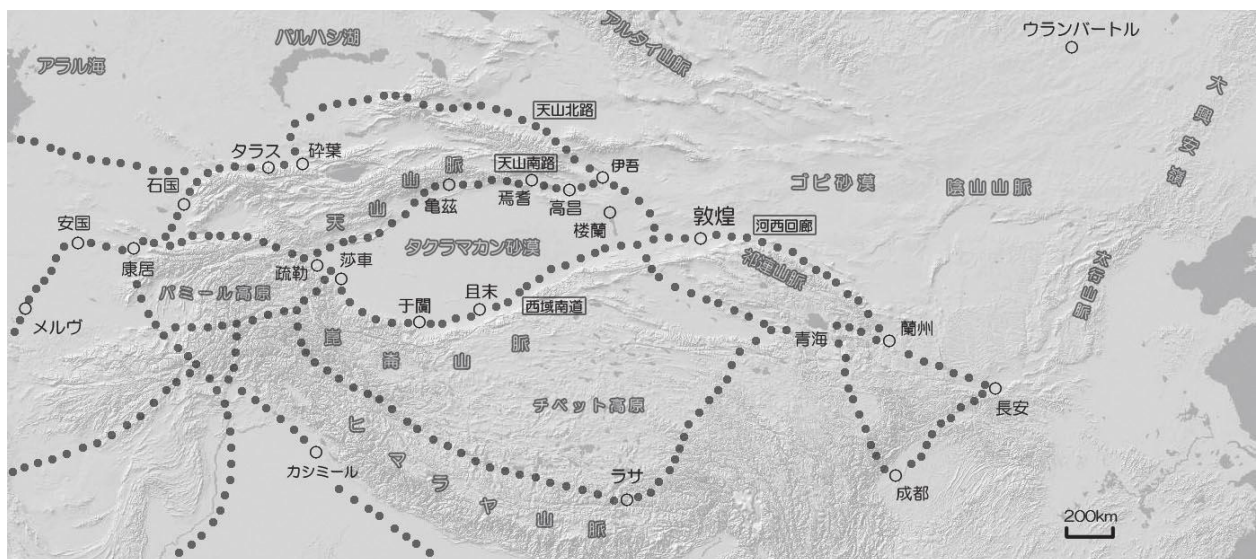 ウランバートル
バルハシ湖
アルタイ山脈
アラル海
大興安嶺
天山北路
タラス
砕葉
天山南路
伊吾
石国
天山山脈
亀茲
焉耆
高昌
ゴビ砂漠
陰山山脈
安国
楼蘭
敦煌
河西回廊
康居
タクラマカン砂漠
疏勒
莎車
祁連山脈
太行山脈
パミール高原
于闐
且末
西域南道
メルヴ
崑崙山脈
青海
蘭州
チベット高原
長安
ヒマラヤ山脈
カシミール
ラサ
成都
200km